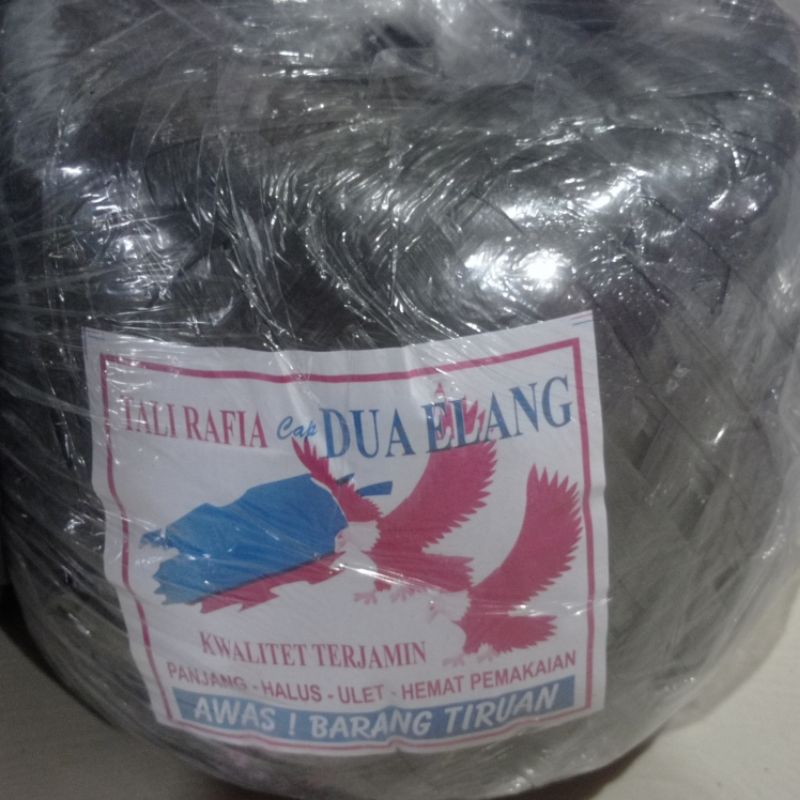 TALI RAFIA Cap DUA ELANG
KWALITET TERJAMIN
PANJANG - HALUS - ULET - HEMAT PEMAKAIAN
AWAS ! BARANG TIRUAN